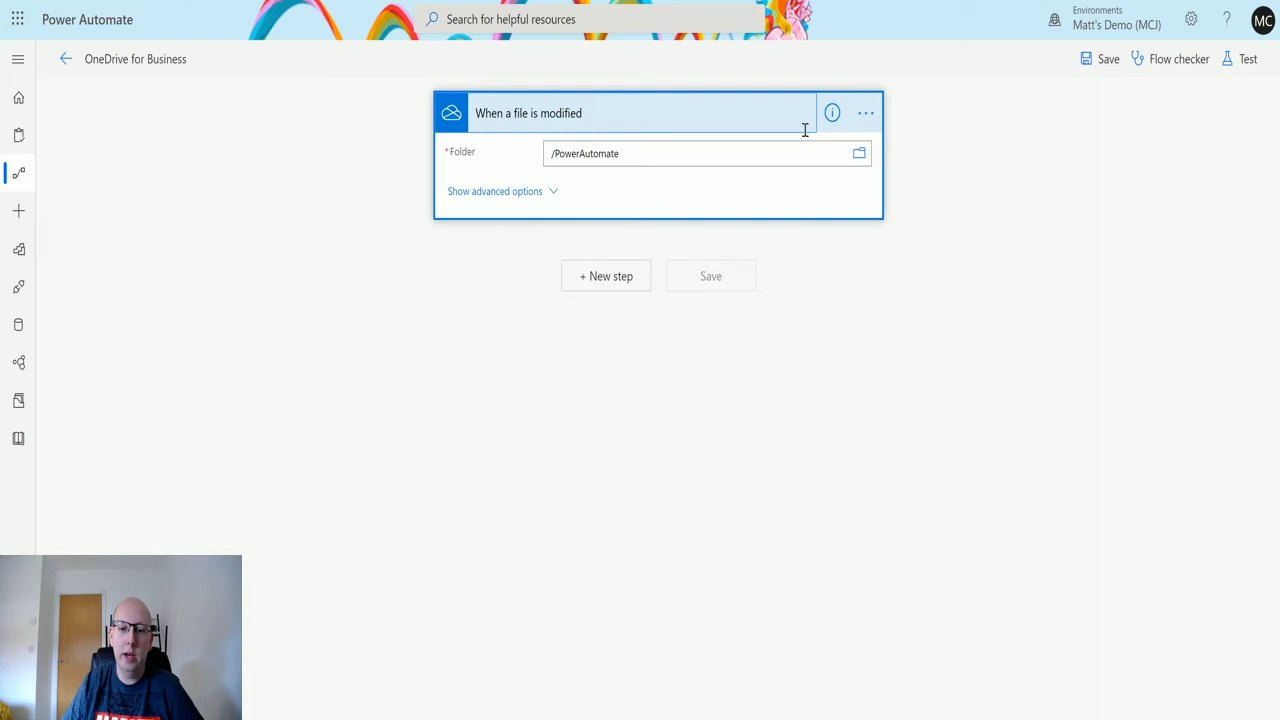 Power Automate
Search for helpful resources
Environments
Matt's Demo (MCJ)
MC
OneDrive for Business
Save
Flow checker
Test
When a file is modified
* Folder
/PowerAutomate
Show advanced options
+ New step
Save